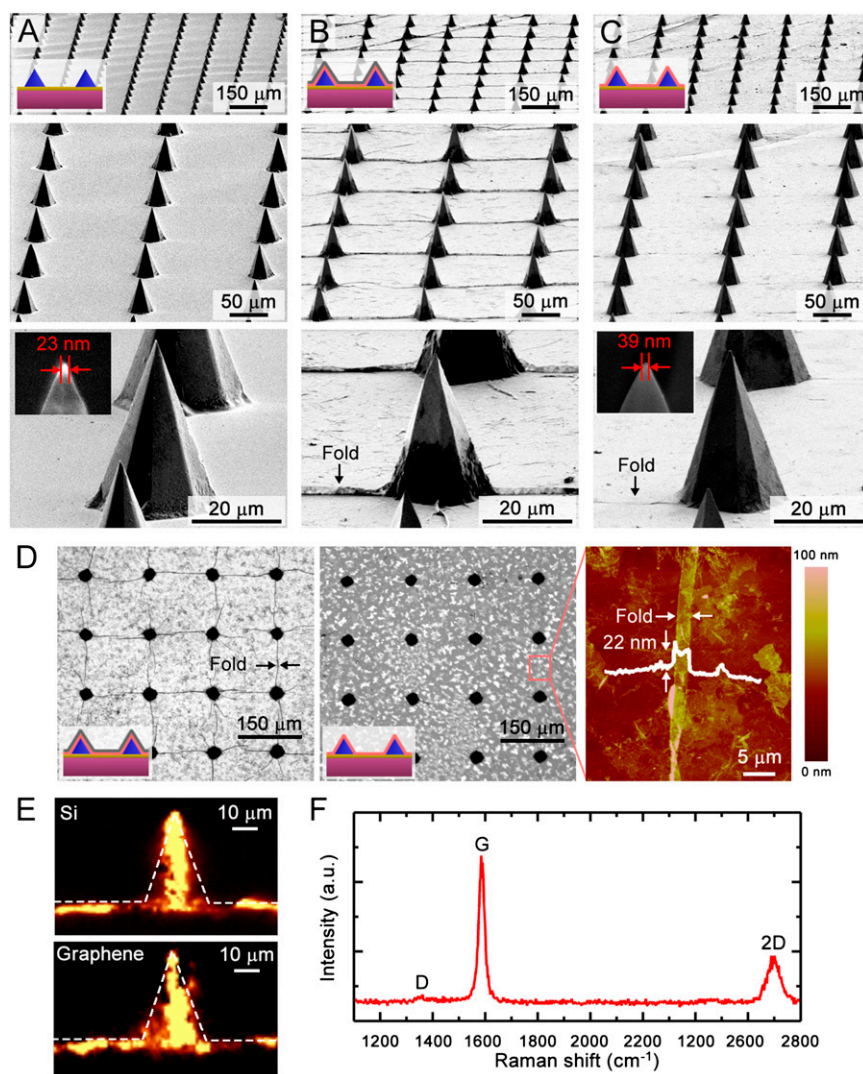 A
B
C
150 μm
150 μm
150 μm
50 μm
50 μm
50 μm
23 nm
39 nm
Fold
Fold
20 μm
20 μm
20 μm
D
100 nm
Fold
22 nm
Fold
150 μm
150 μm
5 μm
0 nm
E
F
Si
10 μm
Graphene
10 μm
Intensity (a.u.)
G
D
2D
1200 1400 1600 1200 2000 2200 1200 2600 2800
Raman shift (cm⁻¹)